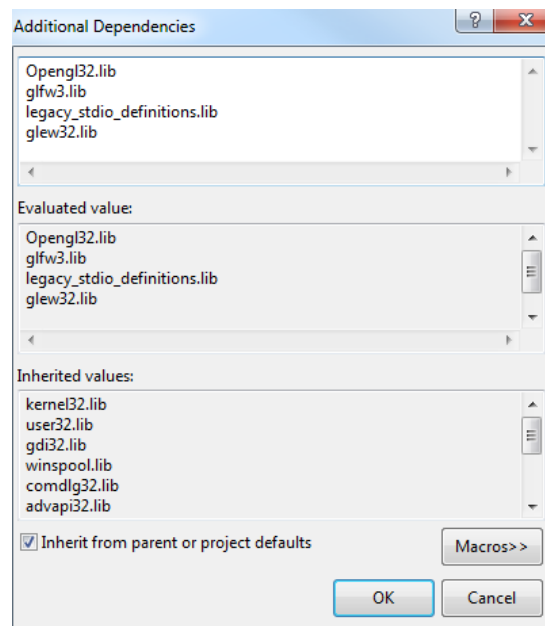 Additional Dependencies
Opengl32.lib
glfw3.lib
legacy_stdio_definitions.lib
glew32.lib
Evaluated value:
Opengl32.lib
glfw3.lib
legacy_stdio_definitions.lib
glew32.lib
Inherited values:
kernel32.lib
user32.lib
gdi32.lib
winspool.lib
comdlg32.lib
advapi32.lib
Inherit from parent or project defaults
Macros>>
OK
Cancel